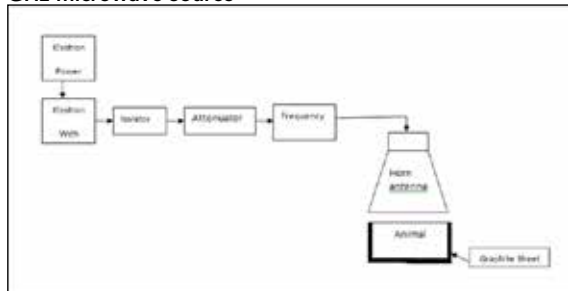 GHz microwave source
Klystron
Power
Klystron
With
Isolator
Attenuator
Frequency
Horn
antenna
Animal
Graphite Sheet